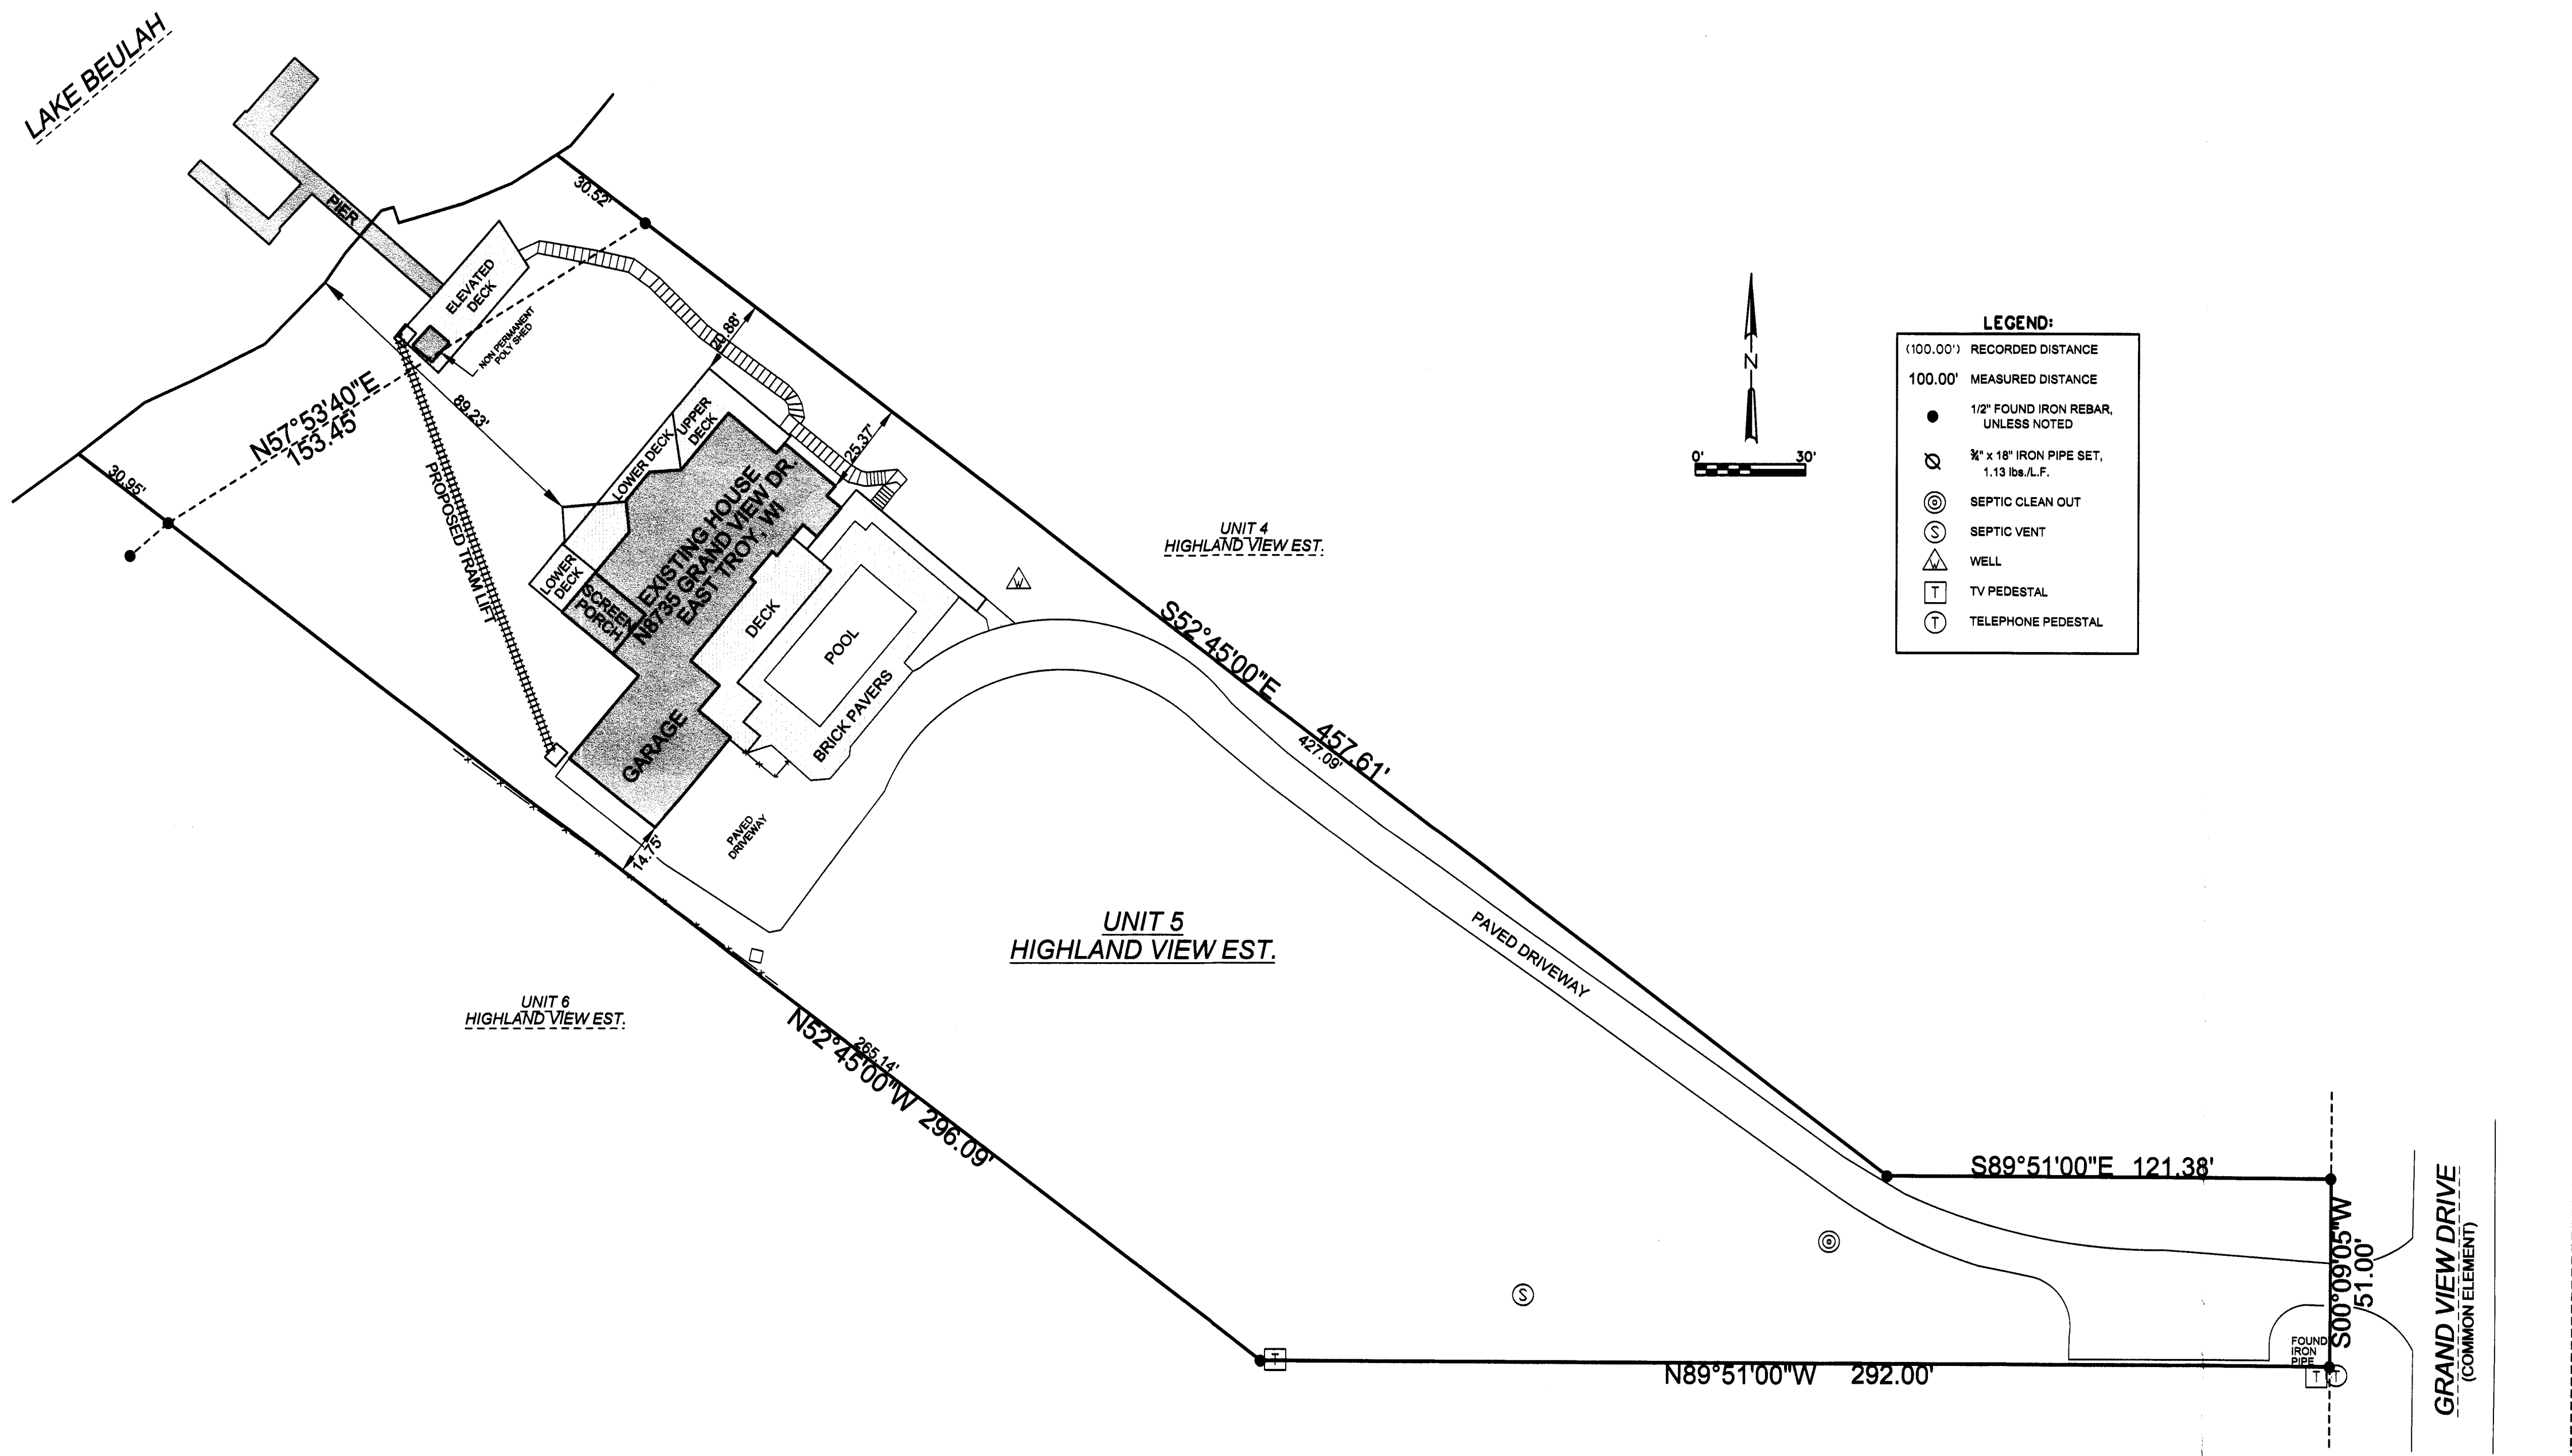 LAKE BEULAH
PIER
30.52'
ELEVATED
DECK
NON PERMANENT
POLY SHED
N57°53'40"E
153.45'
30.95'
89.23'
PROPOSED TRAM LIFT
20.88'
25.37'
UPPER
DECK
LOWER DECK
LOWER
DECK
SCREEN
PORCH
EXISTING HOUSE
N8735 GRAND VIEW DR.
EAST TROY, WI
DECK
POOL
BRICK PAVERS
GARAGE
PAVED
DRIVEWAY
14.75'
W
UNIT 4
HIGHLAND VIEW EST.
S52°45'00"E 457.61'
427.09'
N
0' 30'
LEGEND:
(100.00') RECORDED DISTANCE
100.00' MEASURED DISTANCE
1/2" FOUND IRON REBAR,
UNLESS NOTED
¾" x 18" IRON PIPE SET,
1.13 lbs./L.F.
SEPTIC CLEAN OUT
S SEPTIC VENT
W WELL
T TV PEDESTAL
T TELEPHONE PEDESTAL
UNIT 5
HIGHLAND VIEW EST.
PAVED DRIVEWAY
UNIT 6
HIGHLAND VIEW EST.
265.14'
N52°45'00"W 296.09'
S89°51'00"E 121.38'
S00°09'05"W
51.00'
GRAND VIEW DRIVE
(COMMON ELEMENT)
S
T
N89°51'00"W 292.00'
FOUND
IRON
PIPE
T T